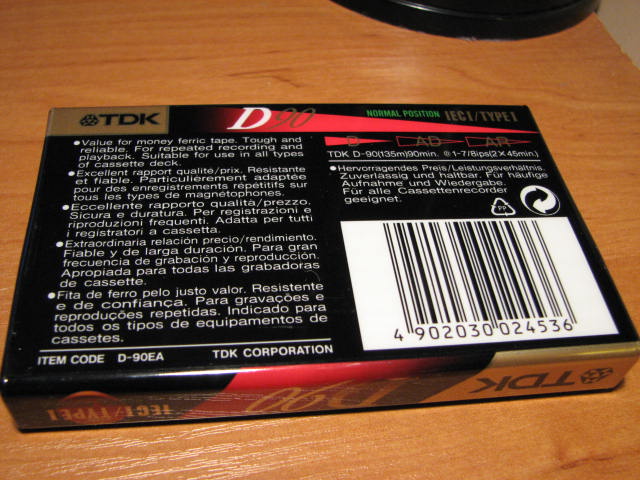 TDK D90 NORMAL POSITION IEC I/TYPE I
•Value for money ferric tape. Tough and
reliable. For repeated recording and
playback. Suitable for use in all types
of cassette deck.
•Excellent rapport qualité/prix. Resistante
et fiable. Particulièrement adaptée
pour des enregistrements répétitifs sur
tous les types de magnetophones.
•Eccellente rapporto qualità/prezzo.
Sicura e duratura. Per registrazioni e
riproduzioni frequenti. Adatta per tutti
i registratori a cassetta.
•Extraordinaria relación precio/rendimiento.
Fiable y de larga duración. Para gran
frecuencia de grabación y reproducción.
Apropiada para todas las grabadoras
de cassette.
•Fita de ferro pelo justo valor. Resistente
e de confiança. Para gravações e
reproduções repetidas. Indicado para
todos os tipos de equipamentos de
cassetes.
ITEM CODE D-90EA TDK CORPORATION
D AD AR
TDK D-90(135m)90min. @1-7/8ips(2×45min.)
•Hervorragendes Preis/Leistungsverhältnis.
Zuverlässig und haltbar. Für häufige
Aufnahme und Wiedergabe.
Für alle Cassettenrecorder
geeignet.
PP
4 902030 024536
TDK D90 IEC I/TYPE I